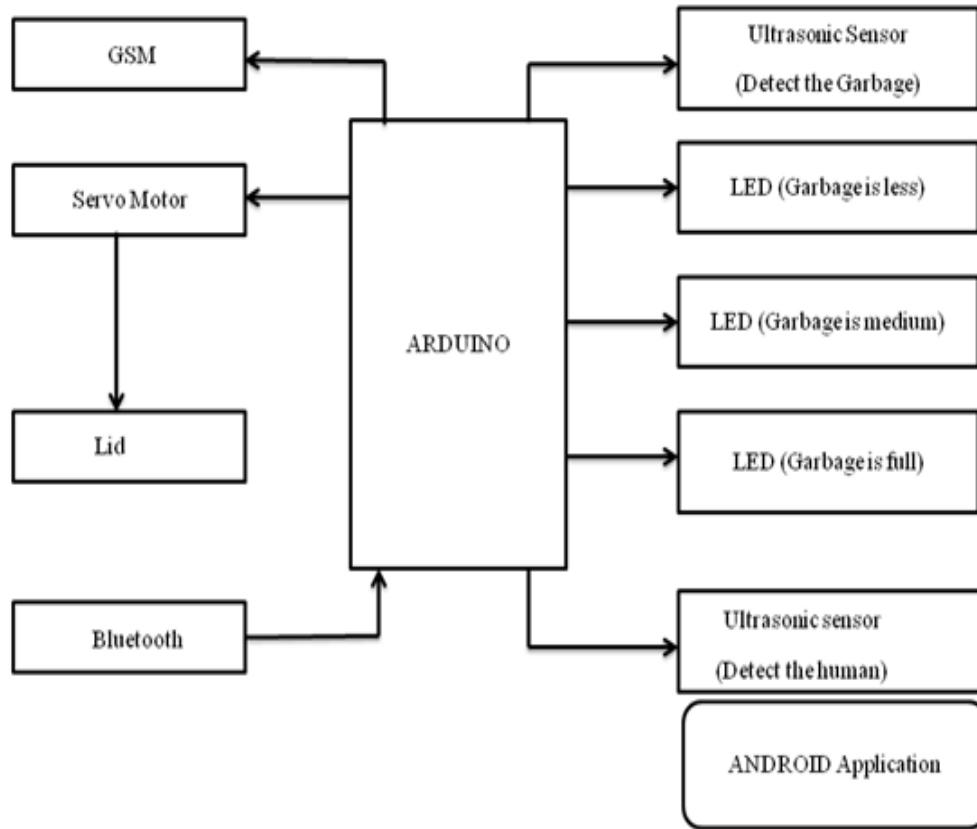 GSM
Ultrasonic Sensor
(Detect the Garbage)
Servo Motor
LED (Garbage is less)
LED (Garbage is medium)
ARDUINO
Lid
LED (Garbage is full)
Bluetooth
Ultrasonic sensor
(Detect the human)
ANDROID Application